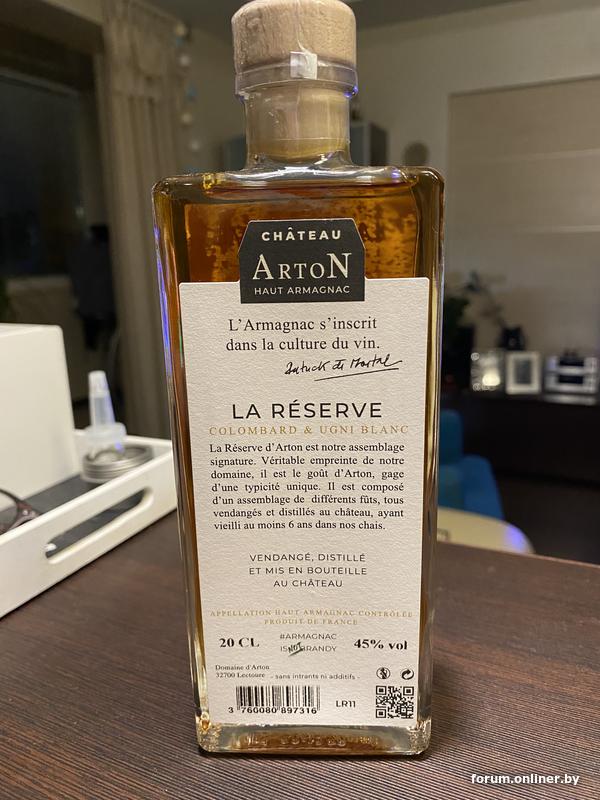 CHÂTEAU
ARTON
HAUT ARMAGNAC
L'Armagnac s'inscrit
dans la culture du vin.
LA RÉSERVE
COLOMBARD & UGNI BLANC
La Réserve d'Arton est notre assemblage
signature. Véritable empreinte de notre
domaine, il est le goût d'Arton, gage
d'une typicité unique. Il est composé
d'un assemblage de différents fûts, tous
vendangés et distillés au château, ayant
vieilli au moins 6 ans dans nos chais.
VENDANGÉ, DISTILLÉ
ET MIS EN BOUTEILLE
AU CHÂTEAU
APPELLATION HAUT ARMAGNAC CONTRÔLÉE
PRODUIT DE FRANCE
20 CL
#ARMAGNAC
IS NOT BRANDY
45% vol
Domaine d'Arton
32700 Lectoure
- sans intrants ni additifs -
3 760080 897316
LR11
forum.onliner.by